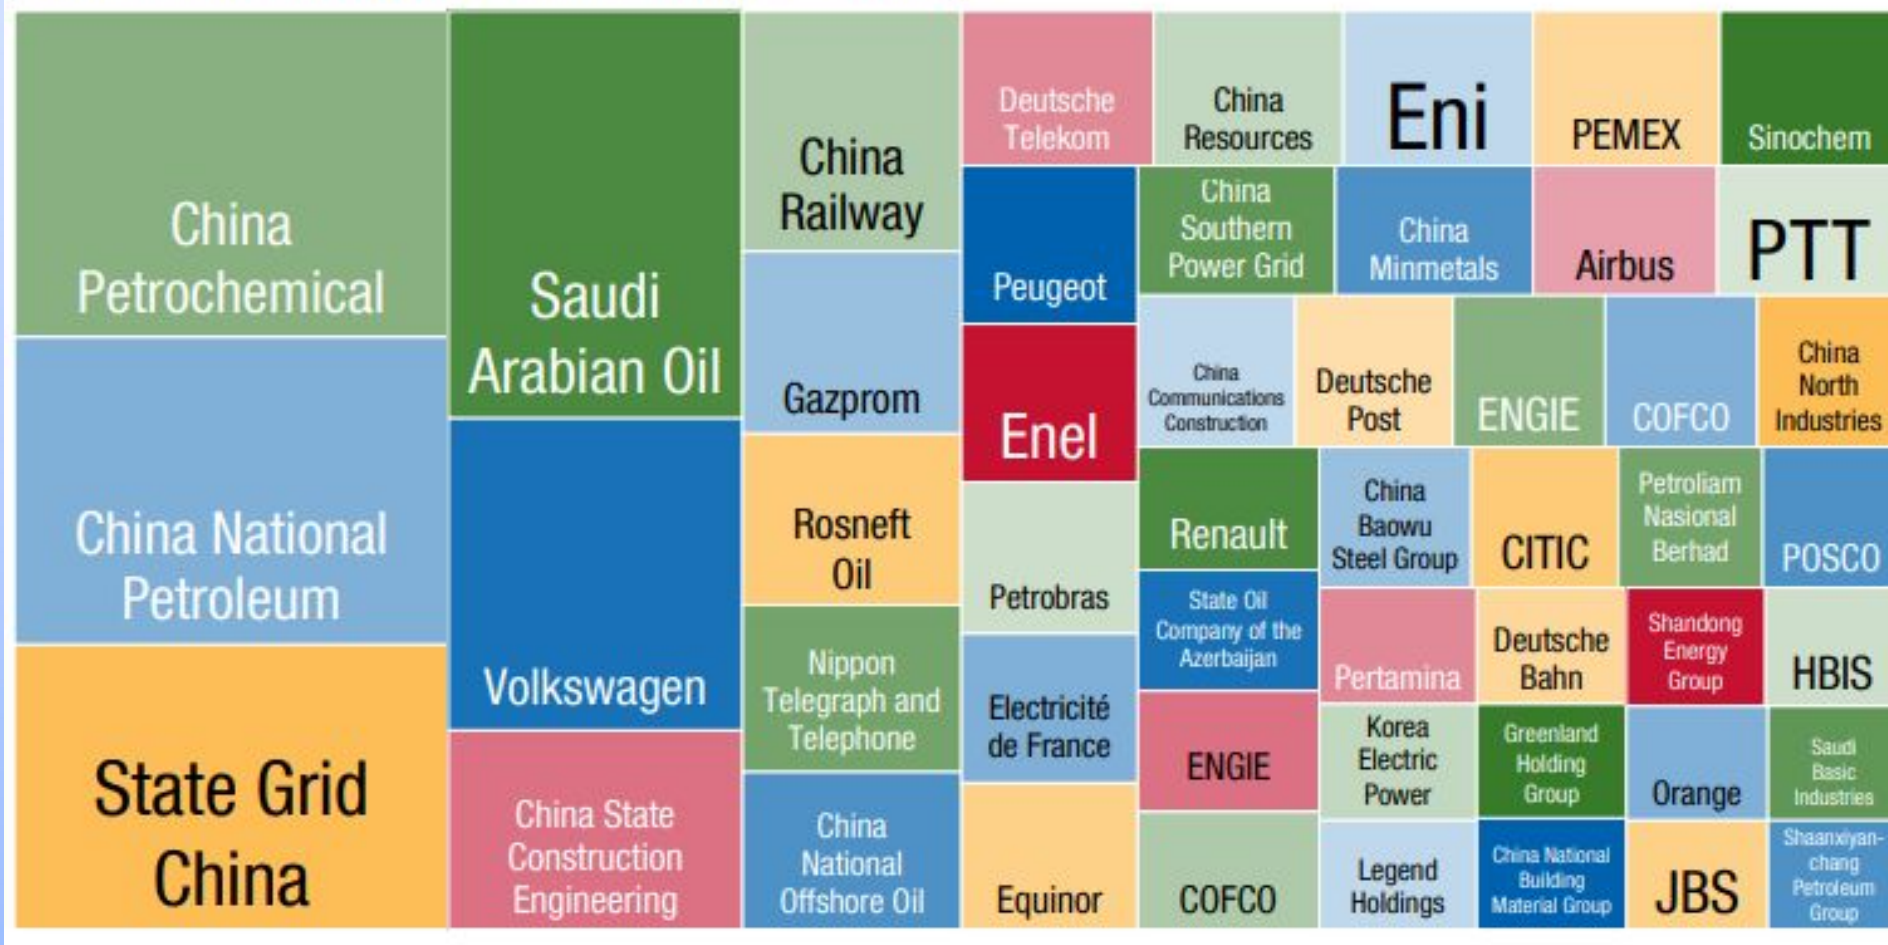 China
Petrochemical
China National
Petroleum
State Grid
China
Saudi
Arabian Oil
Volkswagen
China State
Construction
Engineering
China
Railway
Gazprom
Rosneft
Oil
Nippon
Telegraph and
Telephone
China
National
Offshore Oil
Deutsche
Telekom
China
Resources
Eni
PEMEX
Sinochem
Peugeot
Enel
Petrobras
Electricité
de France
Equinor
China
Southern
Power Grid
China
Minmetals
Airbus
PTT
China
Communications
Construction
Deutsche
Post
ENGIE
COFCO
China
North
Industries
Renault
State Oil
Company of the
Azerbaijan
ENGIE
COFCO
China
Baowu
Steel Group
CITIC
Petroliam
Nasional
Berhad
POSCO
Pertamina
Deutsche
Bahn
Shandong
Energy
Group
HBIS
Korea
Electric
Power
Greenland
Holding
Group
Orange
Saudi
Basic
Industries
Legend
Holdings
China National
Building
Material Group
JBS
Shaanxiyan-
chang
Petroleum
Group